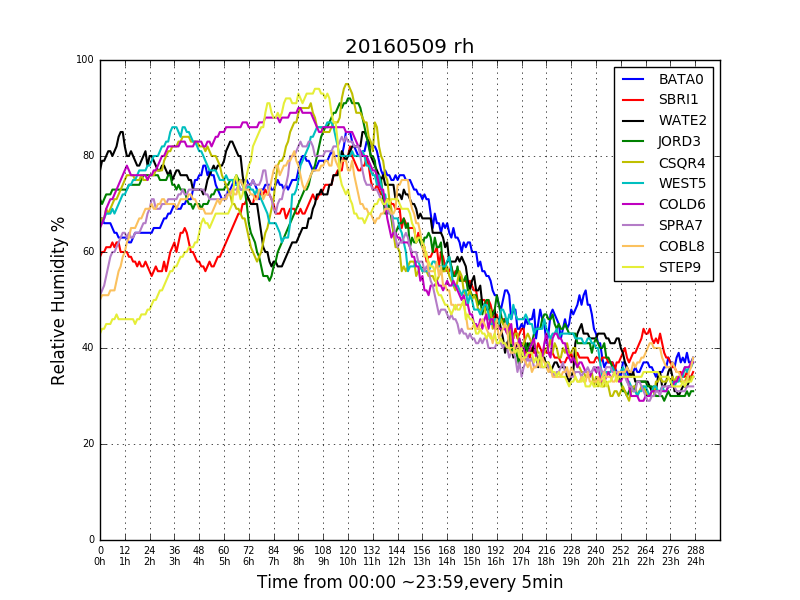 20160509 rh
100
80
60
40
20
0
Relative Humidity %
BATA0
SBRI1
WATE2
JORD3
CSQR4
WEST5
COLD6
SPRA7
COBL8
STEP9
0 12 24 36 48 60 72 84 96 108 120 132 144 156 168 180 192 204 216 228 240 252 264 276 288
0h 1h 2h 3h 4h 5h 6h 7h 8h 9h 10h 11h 12h 13h 14h 15h 16h 17h 18h 19h 20h 21h 22h 23h 24h
Time from 00:00 ~23:59,every 5min